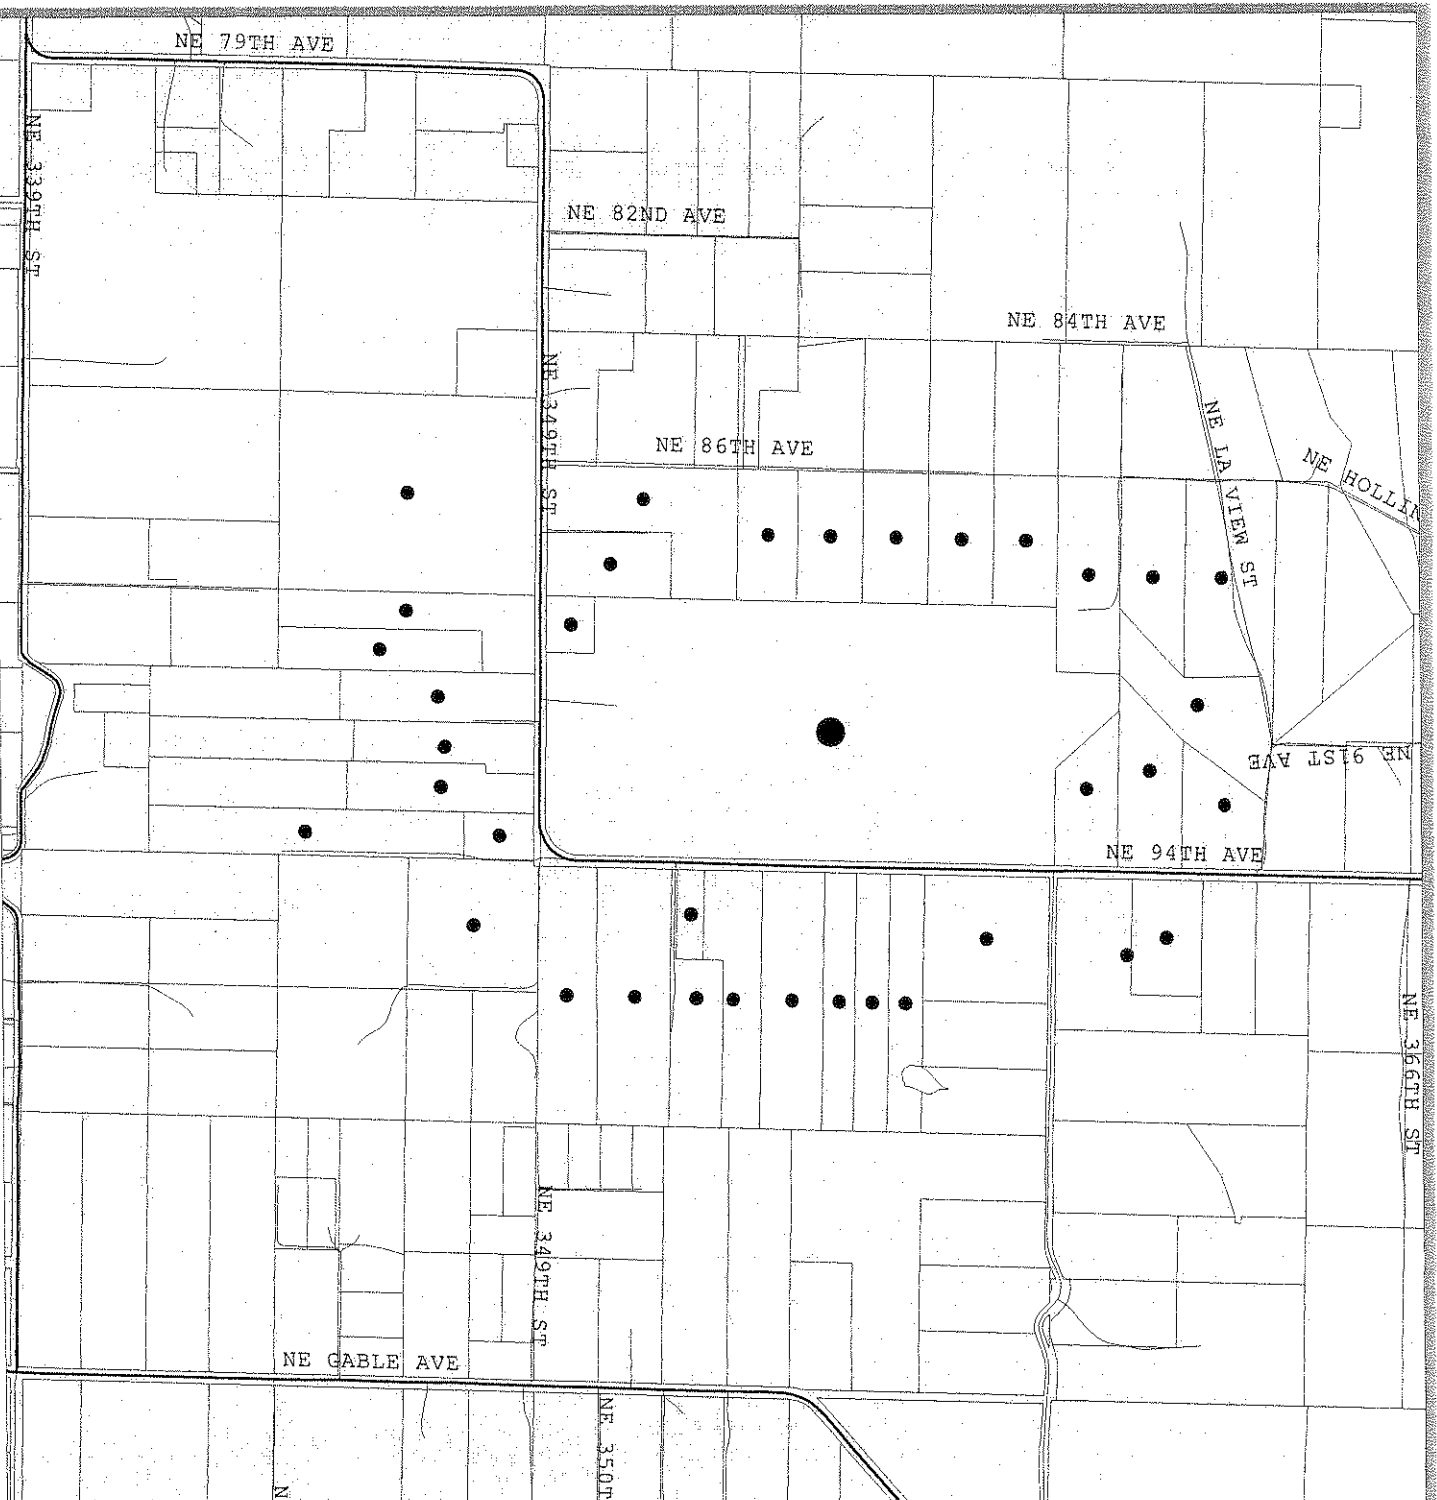 NE 79TH AVE
NE 339TH ST
NE 82ND AVE
NE 84TH AVE
NE 349TH ST
NE 86TH AVE
NE LA VIEW ST
NE HOLLIN
NE 91ST AVE
NE 94TH AVE
NE 366TH ST
NE 349TH ST
NE GABLE AVE
NE 350T
N